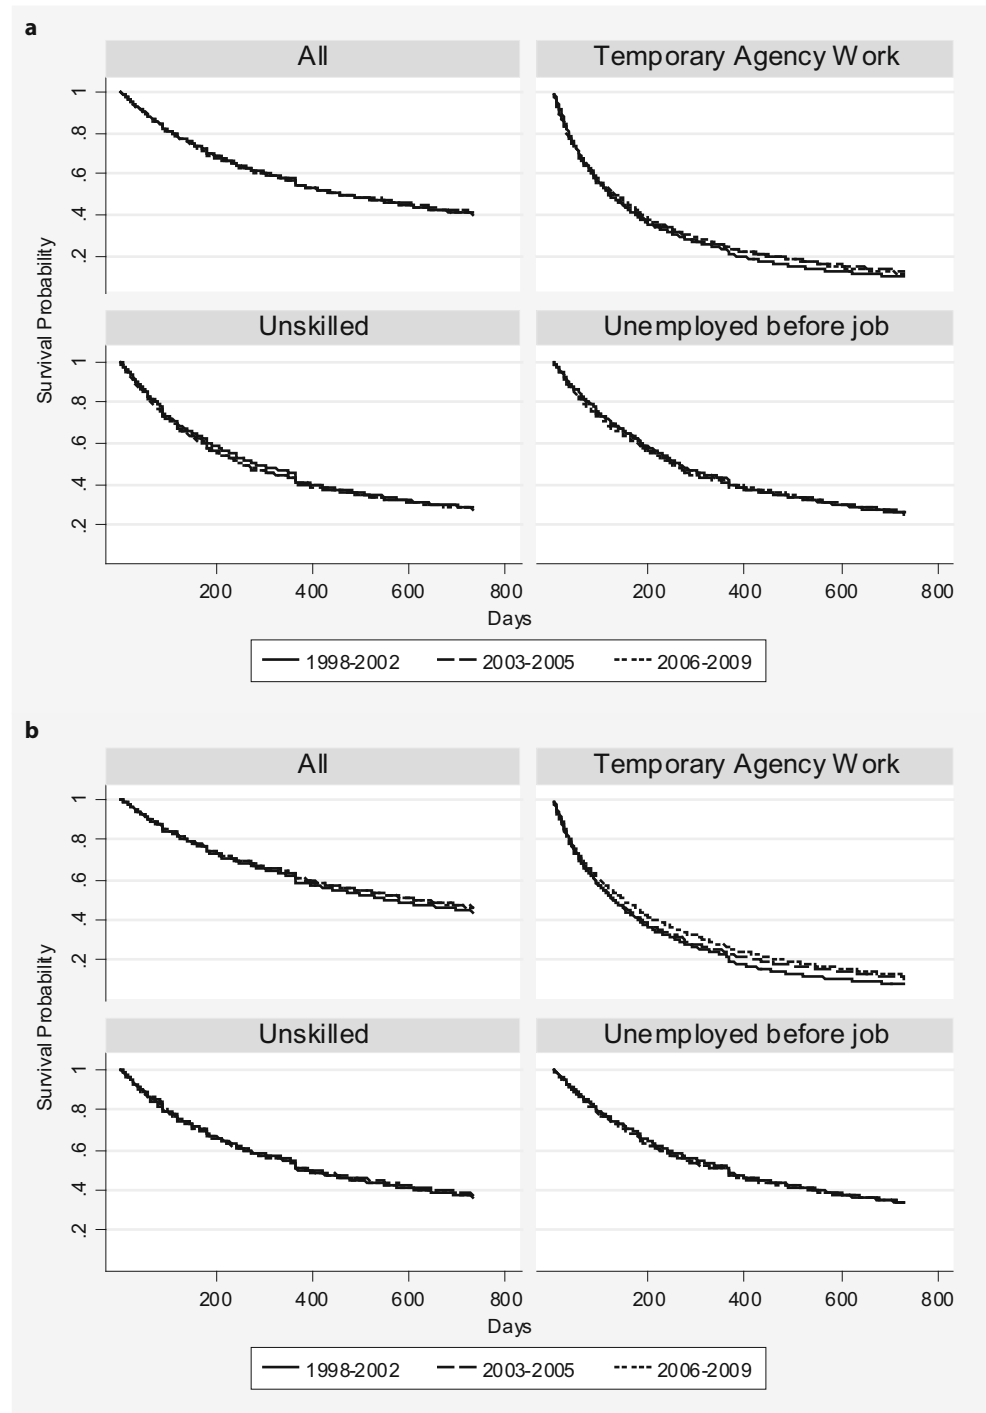 a
All Temporary Agency Work
1
.8
.6
.4
.2
Unskilled Unemployed before job
1
.8
.6
.4
.2
Survival Probability
200 400 600 800 200 400 600 800
Days
1998-2002 2003-2005 2006-2009
b
All Temporary Agency Work
1
.8
.6
.4
.2
Unskilled Unemployed before job
1
.8
.6
.4
.2
Survival Probability
200 400 600 800 200 400 600 800
Days
1998-2002 2003-2005 2006-2009